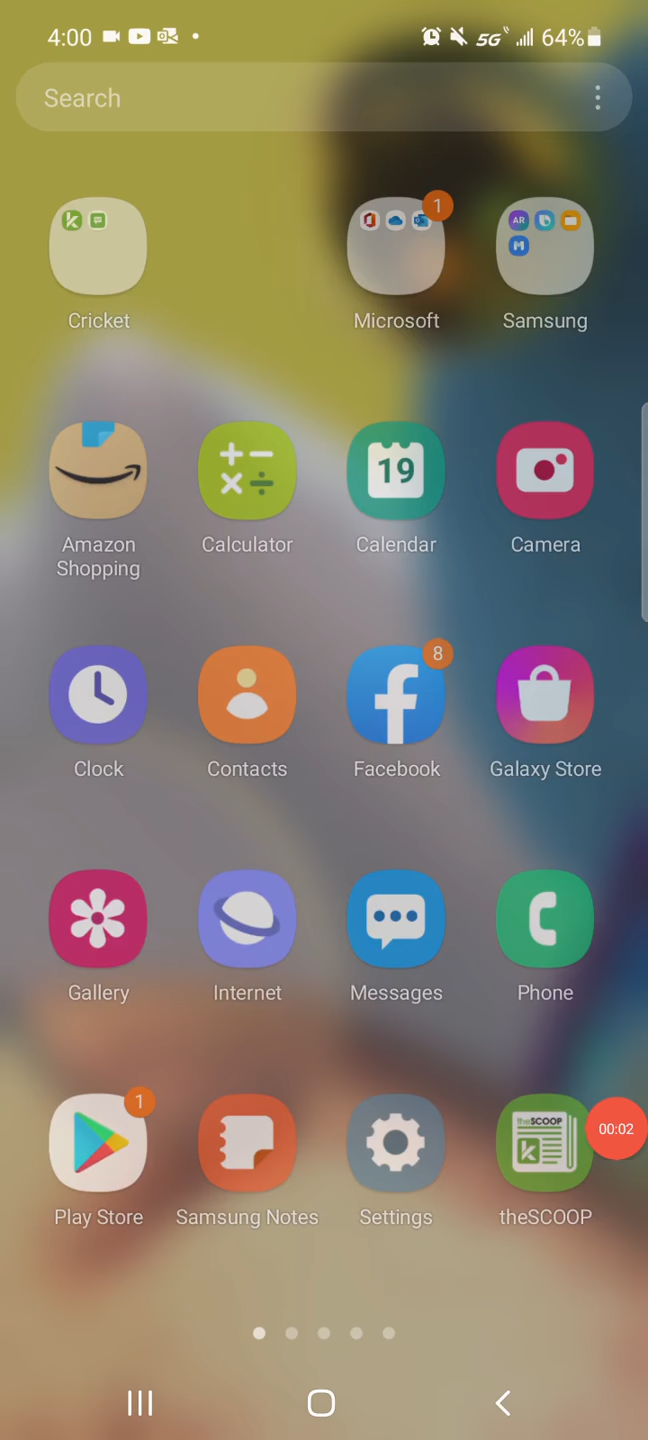 4:00 5G 64%
Search
1
AR
Cricket Microsoft Samsung
19
Amazon
Shopping
Calculator Calendar Camera
8
Clock Contacts Facebook Galaxy Store
Gallery Internet Messages Phone
1
theSCOOP
00:02
Play Store Samsung Notes Settings theSCOOP